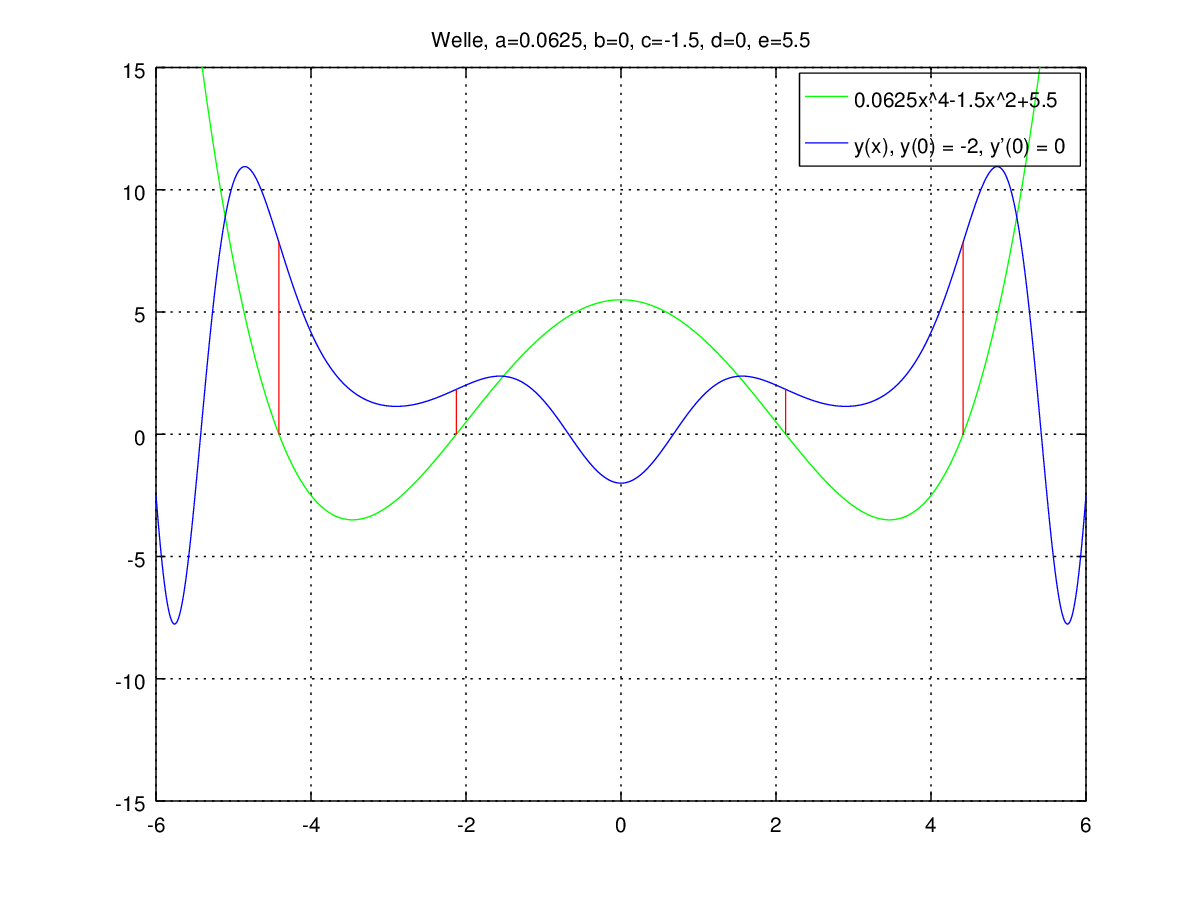 Welle, a=0.0625, b=0, c=-1.5, d=0, e=5.5
0.0625x^4-1.5x^2+5.5
y(x), y(0) = -2, y'(0) = 0
15
10
5
0
-5
-10
-15
-6 -4 -2 0 2 4 6